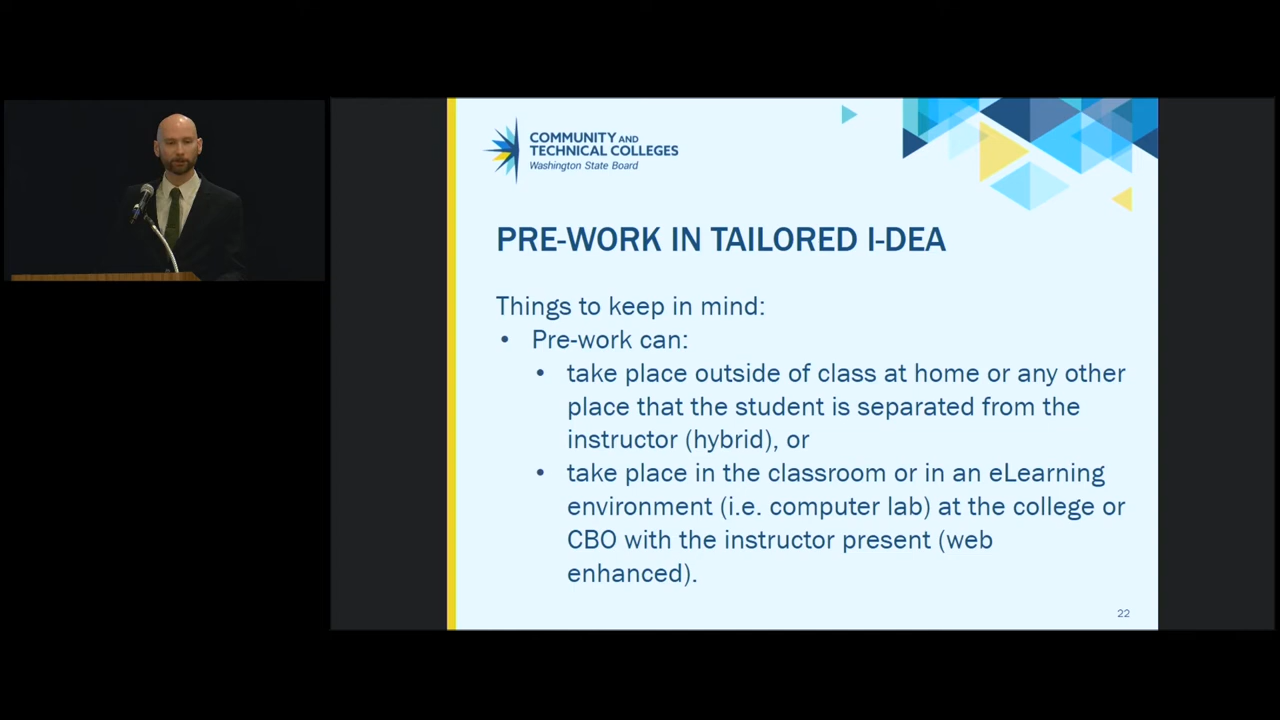 COMMUNITY AND
TECHNICAL COLLEGES
Washington State Board
PRE-WORK IN TAILORED I-DEA
Things to keep in mind:
• Pre-work can:
• take place outside of class at home or any other
place that the student is separated from the
instructor (hybrid), or
• take place in the classroom or in an eLearning
environment (i.e. computer lab) at the college or
CBO with the instructor present (web
enhanced).
22